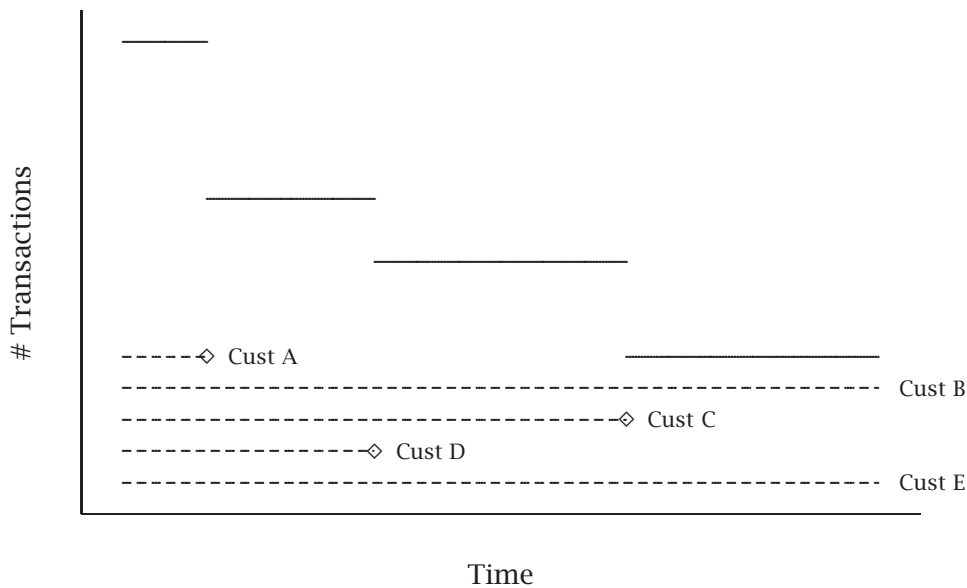 # Transactions
Cust A
Cust B
Cust C
Cust D
Cust E
Time